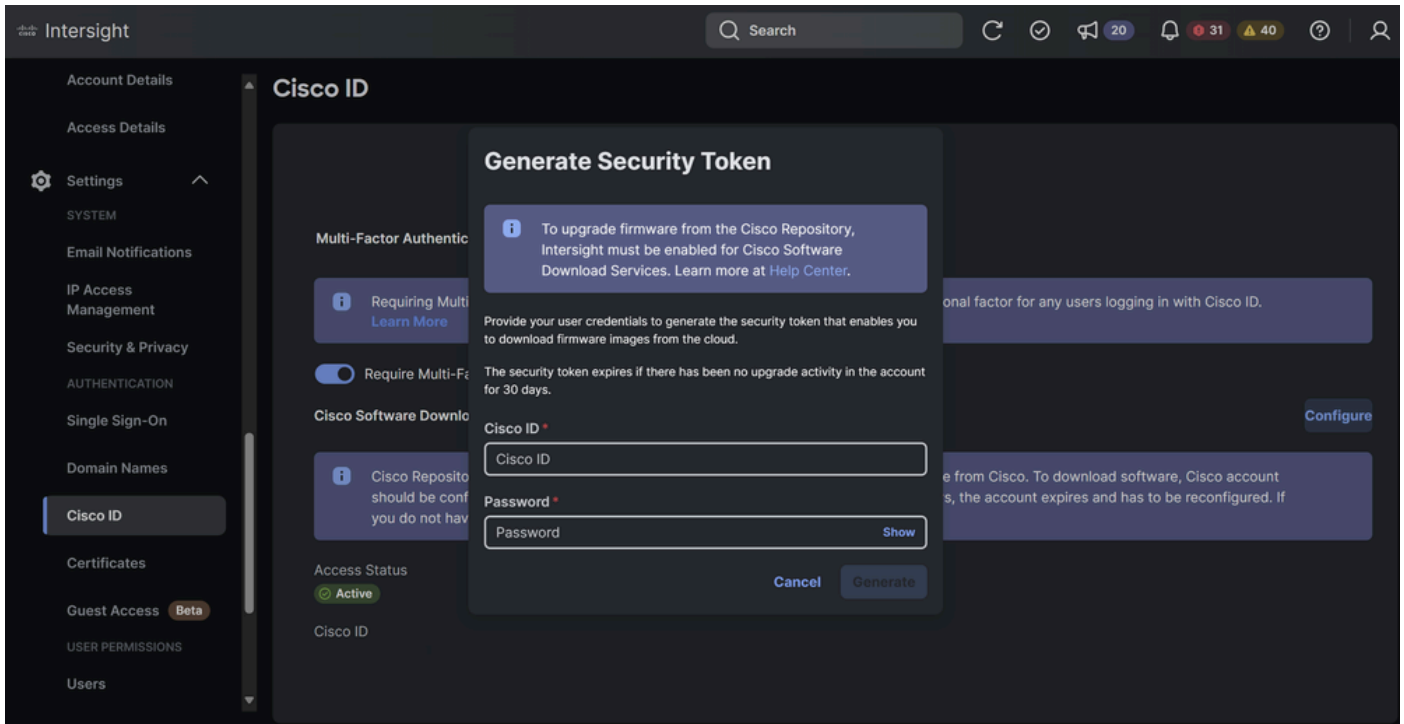 cisco Intersight
Search
20
31
40
Account Details
Access Details
Settings
SYSTEM
Email Notifications
IP Access
Management
Security & Privacy
AUTHENTICATION
Single Sign-On
Domain Names
Cisco ID
Certificates
Guest Access Beta
USER PERMISSIONS
Users
Cisco ID
Multi-Factor Authentic
Requiring Multi
onal factor for any users logging in with Cisco ID.
Learn More
Require Multi-Fa
Cisco Software Downlo
Configure
Cisco Reposito
e from Cisco. To download software, Cisco account
should be conf
s, the account expires and has to be reconfigured. If
you do not hav
Access Status
Active
Cisco ID
Generate Security Token
To upgrade firmware from the Cisco Repository,
Intersight must be enabled for Cisco Software
Download Services. Learn more at Help Center.
Provide your user credentials to generate the security token that enables you
to download firmware images from the cloud.
The security token expires if there has been no upgrade activity in the account
for 30 days.
Cisco ID *
Cisco ID
Password *
Password Show
Cancel Generate